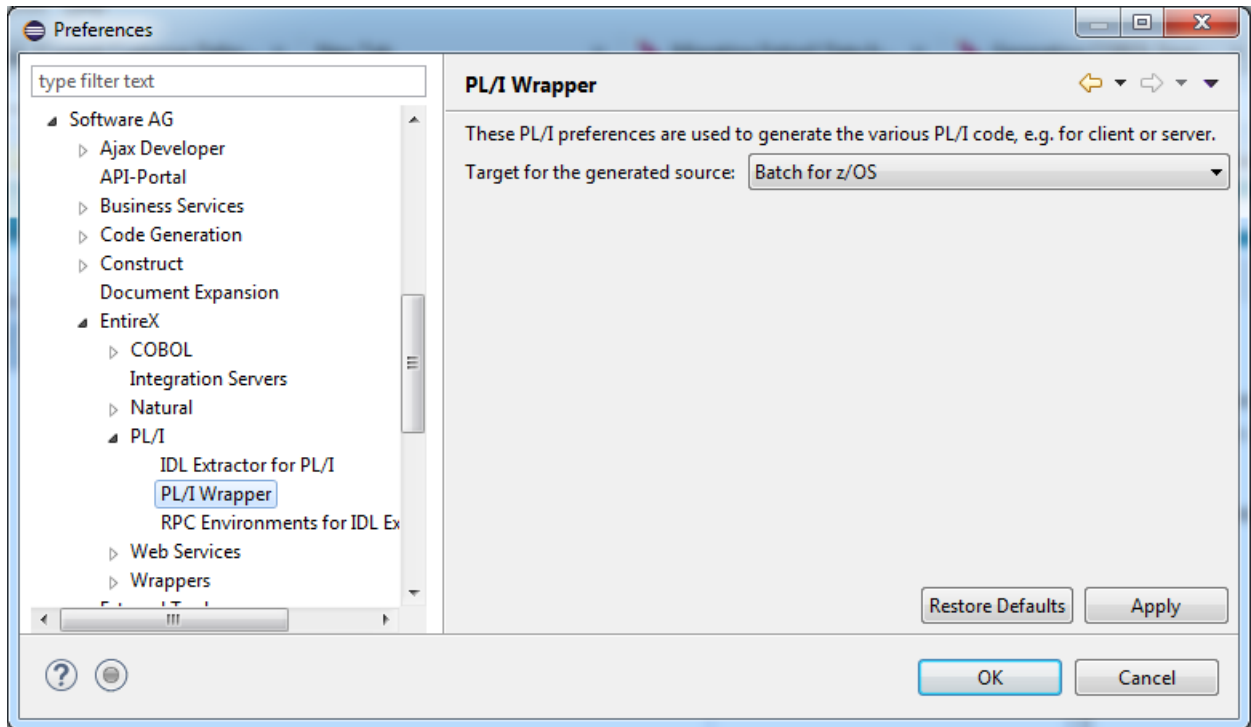 Preferences
type filter text
Software AG
Ajax Developer
API-Portal
Business Services
Code Generation
Construct
Document Expansion
EntireX
COBOL
Integration Servers
Natural
PL/I
IDL Extractor for PL/I
PL/I Wrapper
RPC Environments for IDL Ex
Web Services
Wrappers
PL/I Wrapper
These PL/I preferences are used to generate the various PL/I code, e.g. for client or server.
Target for the generated source: Batch for z/OS
Restore Defaults Apply
OK Cancel